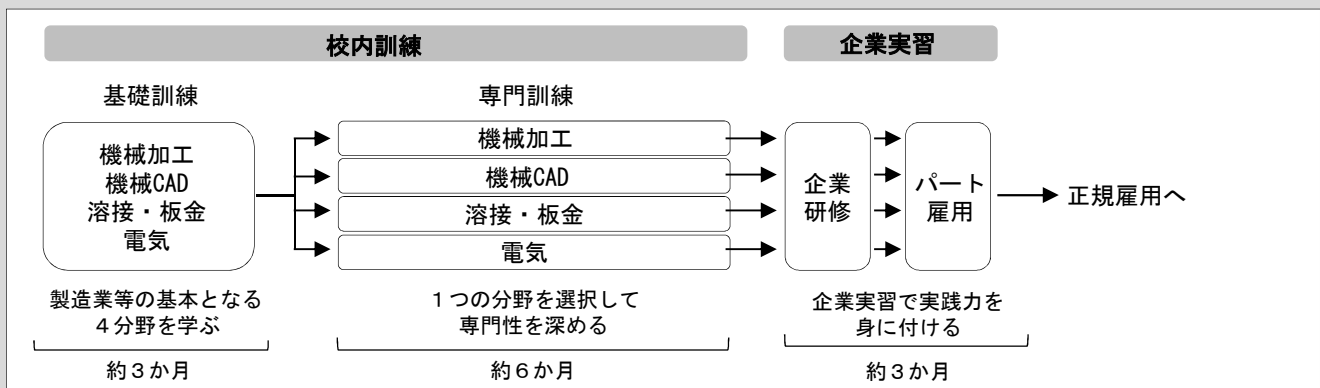 校内訓練
企業実習
基礎訓練
専門訓練
機械加工
機械CAD
溶接・板金
電気
機械加工
機械CAD
溶接・板金
電気
企業
研修
パート
雇用
正規雇用へ
製造業等の基本となる
４分野を学ぶ
１つの分野を選択して
専門性を深める
企業実習で実践力を
身に付ける
約３か月
約６か月
約３か月